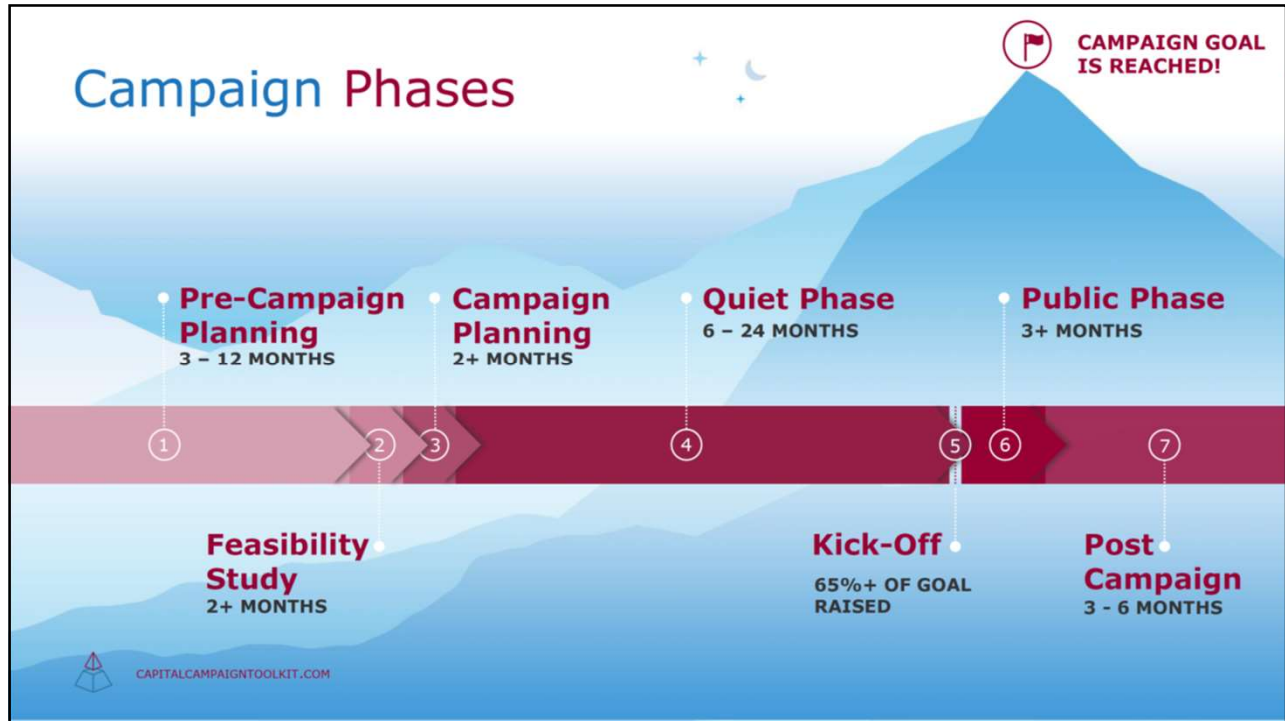 CAMPAIGN GOAL
IS REACHED!
Campaign Phases
Pre-Campaign
Planning
3 – 12 MONTHS
Campaign
Planning
2+ MONTHS
Quiet Phase
6 – 24 MONTHS
Public Phase
3+ MONTHS
1
2
3
4
5
6
7
Feasibility
Study
2+ MONTHS
Kick-Off
65%+ OF GOAL
RAISED
Post
Campaign
3 - 6 MONTHS
CAPITALCAMPAIGNTOOLKIT.COM